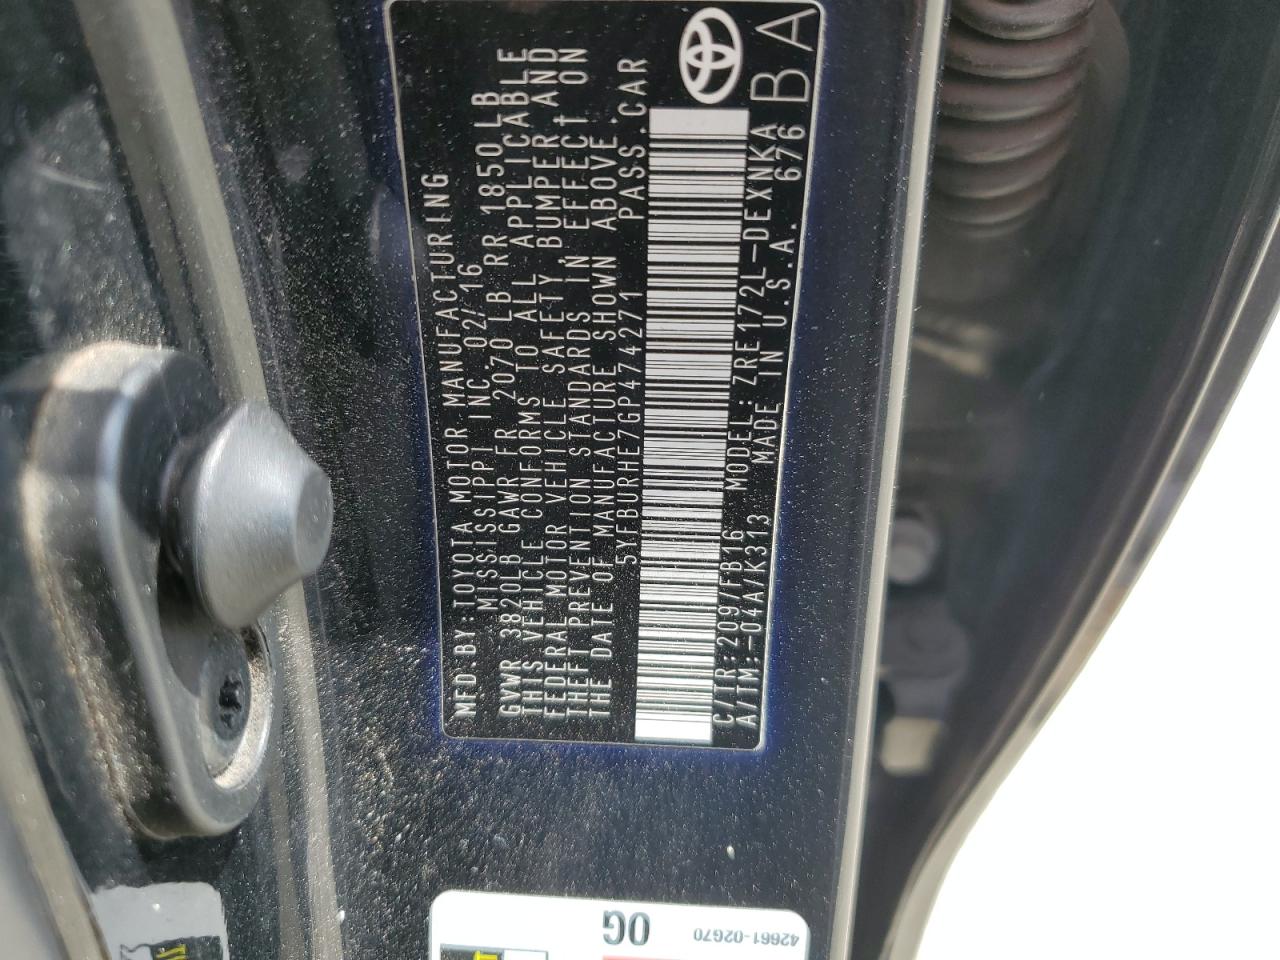 MFD.BY:TOYOTA MOTOR MANUFACTURING
MISSISSIPPI INC. 02/16
GVWR 3820LB GAWR FR 2070 LB RR 1850LB
THIS VEHICLE CONFORMS TO ALL APPLICABLE
FEDERAL MOTOR VEHICLE SAFETY, BUMPER AND
THEFT PREVENTION STANDARDS IN EFFECT ON
THE DATE OF MANUFACTURE SHOWN ABOVE.
5YFBURHE7GP474271 PASS.CAR
C/TR:209/FB16 MODEL:ZRE172L-DEXNKA
A/TM:-04A/K313 MADE IN U.S.A. 676
BA
0G
42661-02G70